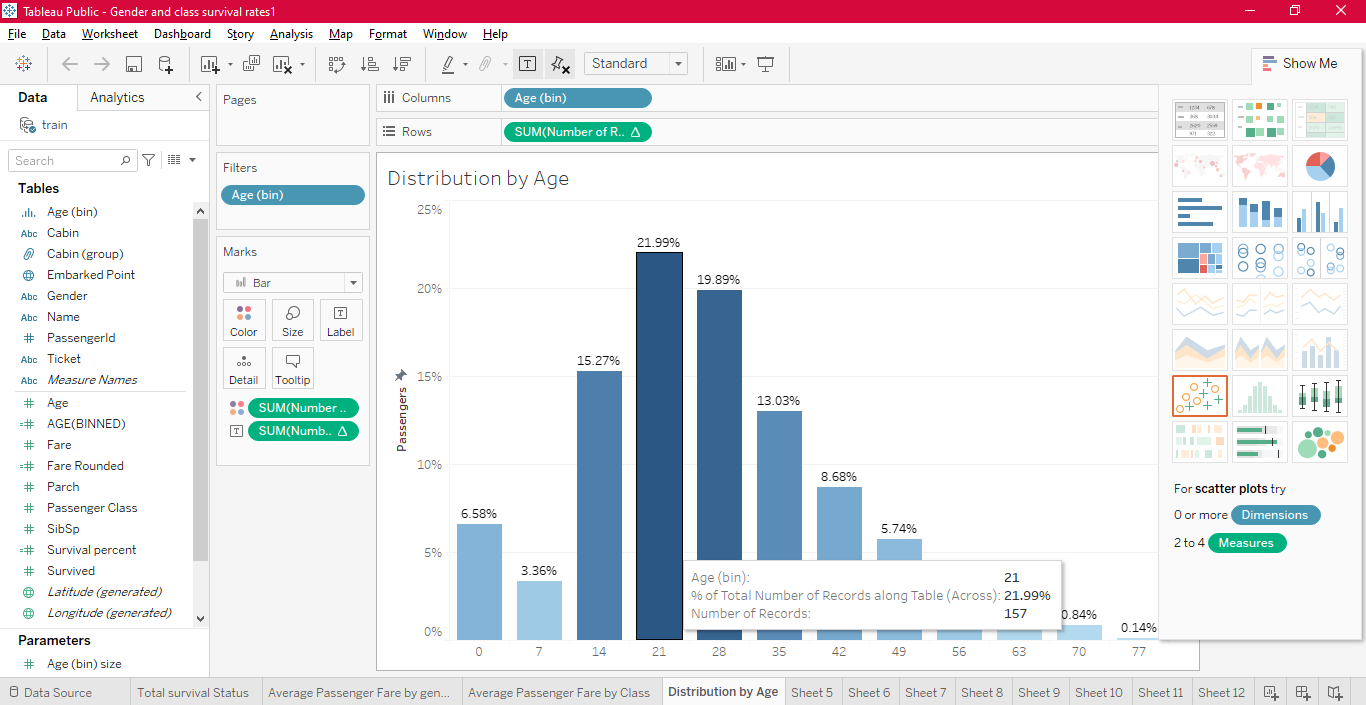 Tableau Public - Gender and class survival rates1
File Data Worksheet Dashboard Story Analysis Map Format Window Help
Standard
Show Me
Data Analytics
train
Search
Tables
Age (bin)
Abc Cabin
Cabin (group)
Embarked Point
Abc Gender
Abc Name
PassengerId
Abc Ticket
Abc Measure Names
Age
AGE(BINNED)
Fare
Fare Rounded
Parch
Passenger Class
SibSp
Survival percent
Survived
Latitude (generated)
Longitude (generated)
Parameters
Age (bin) size
Pages
Filters
Age (bin)
Marks
Bar
Color Size Label
Detail Tooltip
SUM(Number ..
SUM(Numb.. Δ
Columns Age (bin)
Rows SUM(Number of R.. Δ
Distribution by Age
25%
20%
15%
10%
5%
0%
Passengers
6.58% 3.36% 15.27% 21.99% 19.89% 13.03% 8.68% 5.74% 0.84% 0.14%
Age (bin): 21
% of Total Number of Records along Table (Across): 21.99%
Number of Records: 157
0 7 14 21 28 35 42 49 56 63 70 77
For scatter plots try
0 or more Dimensions
2 to 4 Measures
Data Source Total survival Status Average Passenger Fare by gen... Average Passenger Fare by Class Distribution by Age Sheet 5 Sheet 6 Sheet 7 Sheet 8 Sheet 9 Sheet 10 Sheet 11 Sheet 12